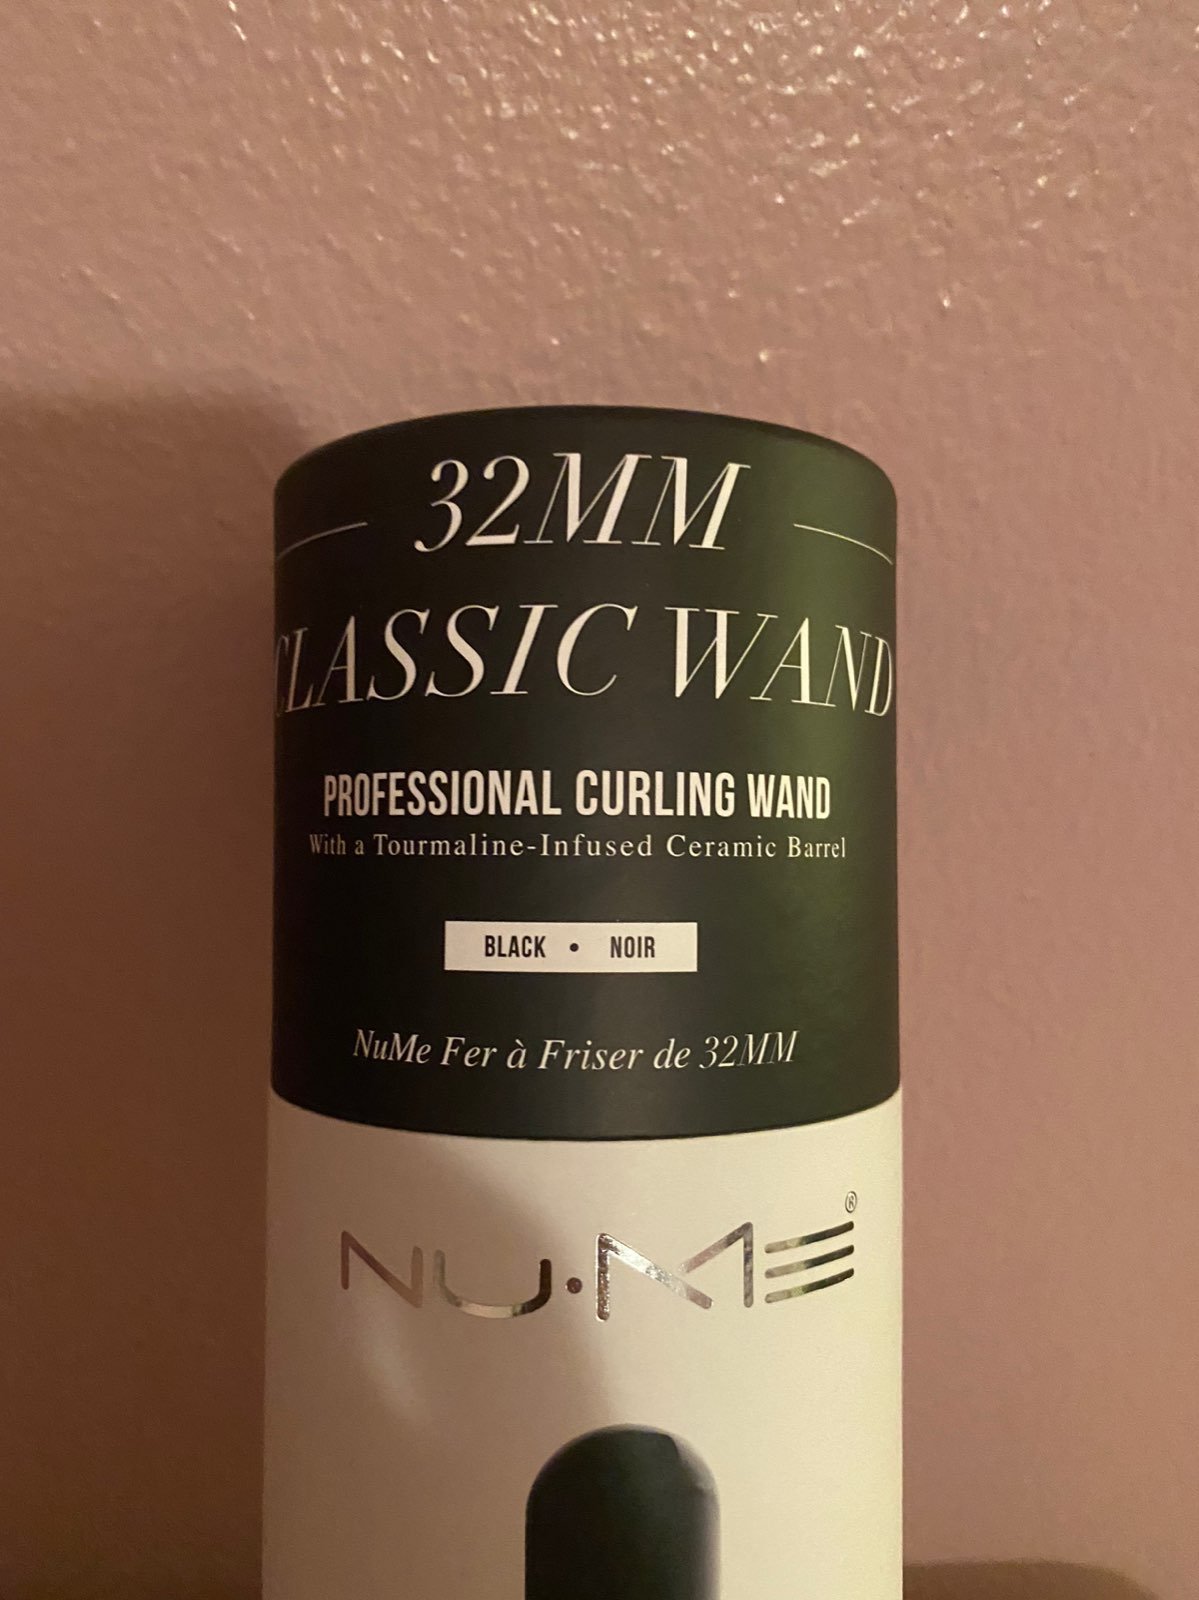 32MM
CLASSIC WAND
PROFESSIONAL CURLING WAND
With a Tourmaline-Infused Ceramic Barrel
BLACK • NOIR
NuMe Fer à Friser de 32MM
NU·ME®